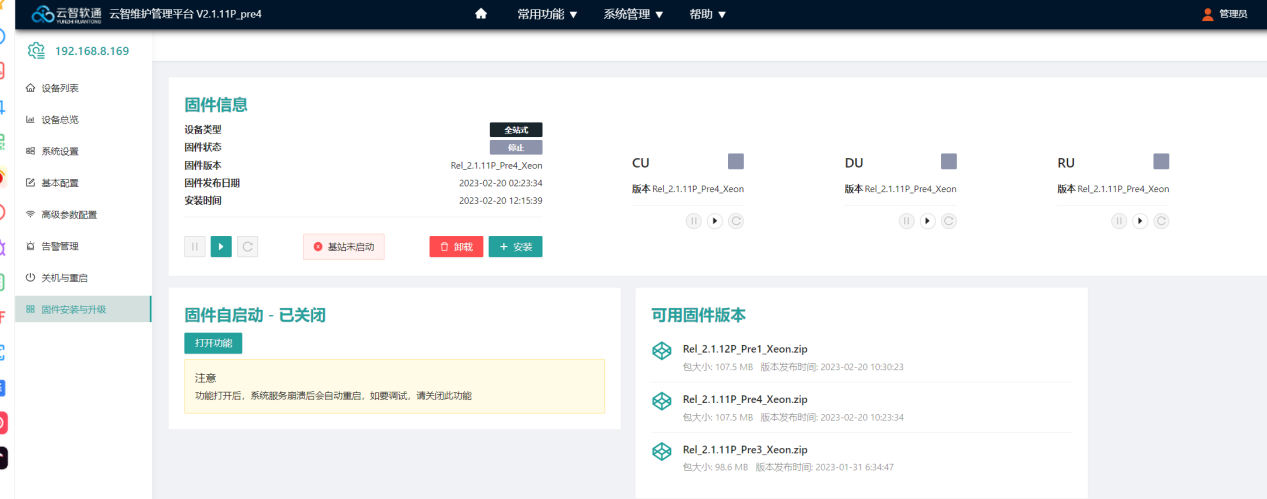 云智软通 云智维护管理平台 V2.1.11P_pre4 常用功能 ▼ 系统管理 ▼ 帮助 ▼ 管理员
YUNZHI RUANTONG
192.168.8.169
设备列表
设备总览
系统设置
基本配置
高级参数配置
告警管理
关机与重启
固件安装与升级
固件信息
设备类型 全站式
固件状态 停止
固件版本 Rel_2.1.11P_Pre4_Xeon
固件发布日期 2023-02-20 02:23:34
安装时间 2023-02-20 12:15:39
基站未启动 卸载 + 安装
CU
版本 Rel_2.1.11P_Pre4_Xeon
DU
版本 Rel_2.1.11P_Pre4_Xeon
RU
版本 Rel_2.1.11P_Pre4_Xeon
固件自启动 - 已关闭
打开功能
注意
功能打开后，系统服务崩溃后会自动重启，如要调试，请关闭此功能
可用固件版本
Rel_2.1.12P_Pre1_Xeon.zip
包大小: 107.5 MB 版本发布时间: 2023-02-20 10:30:23
Rel_2.1.11P_Pre4_Xeon.zip
包大小: 107.5 MB 版本发布时间: 2023-02-20 10:23:34
Rel_2.1.11P_Pre3_Xeon.zip
包大小: 98.6 MB 版本发布时间: 2023-01-31 6:34:47